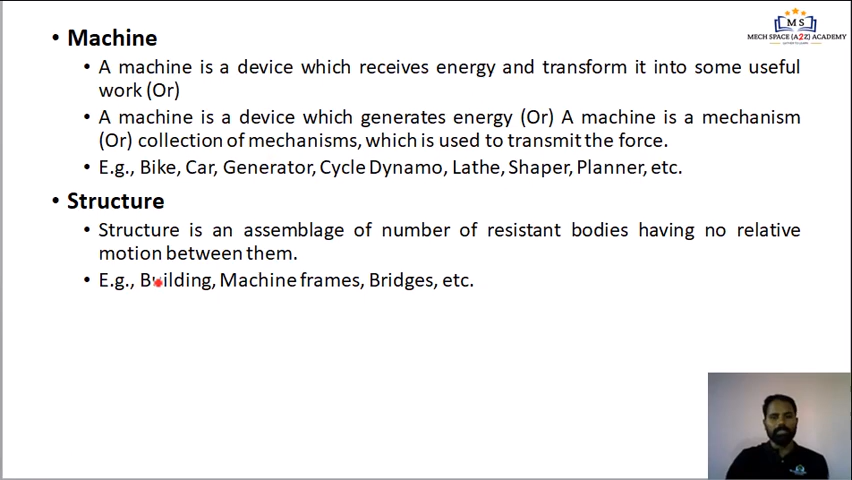 M S
MECH SPACE (A2Z) ACADEMY
• Machine
• A machine is a device which receives energy and transform it into some useful
work (Or)
• A machine is a device which generates energy (Or) A machine is a mechanism
(Or) collection of mechanisms, which is used to transmit the force.
• E.g., Bike, Car, Generator, Cycle Dynamo, Lathe, Shaper, Planner, etc.
• Structure
• Structure is an assemblage of number of resistant bodies having no relative
motion between them.
• E.g., Building, Machine frames, Bridges, etc.